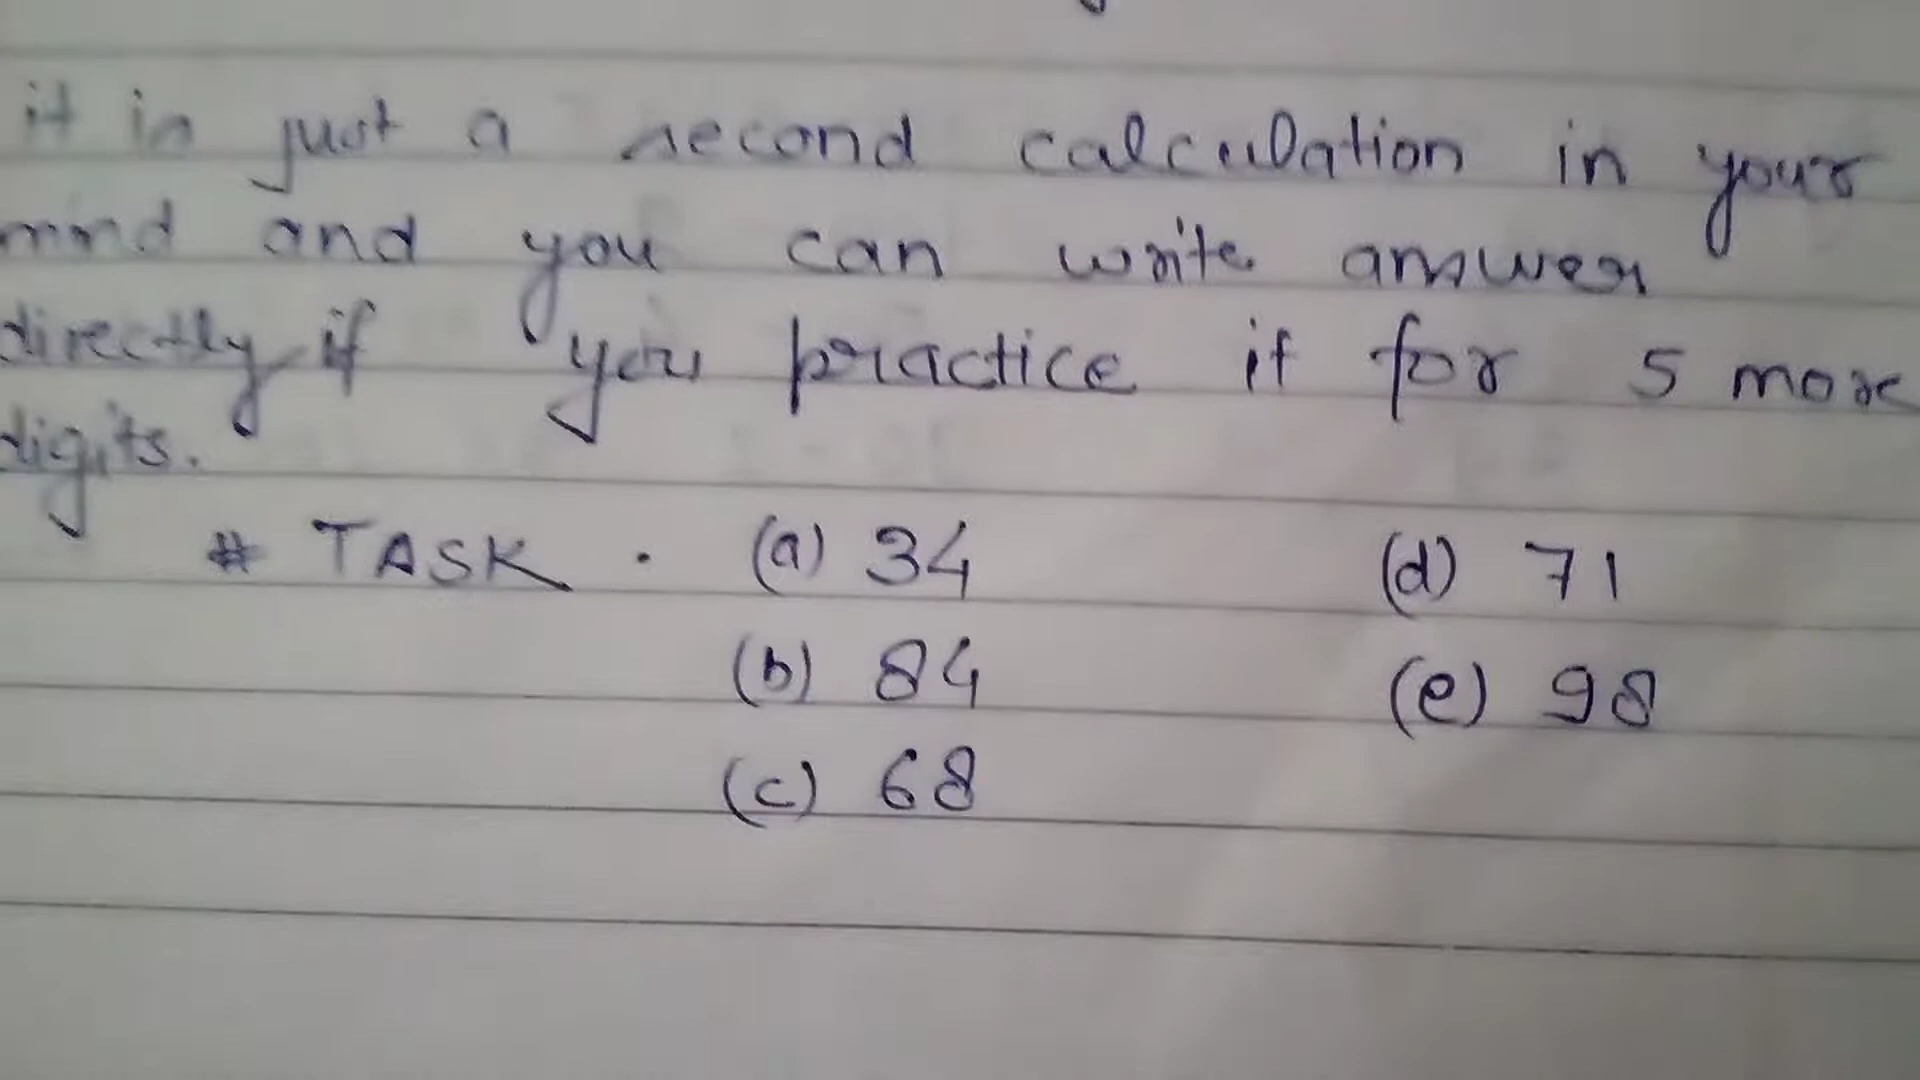 it is just a second calculation in your
mind and you can write answer
directly if you practice it for 5 more
digits.
# TASK . (a) 34 (d) 71
(b) 84 (e) 98
(c) 68